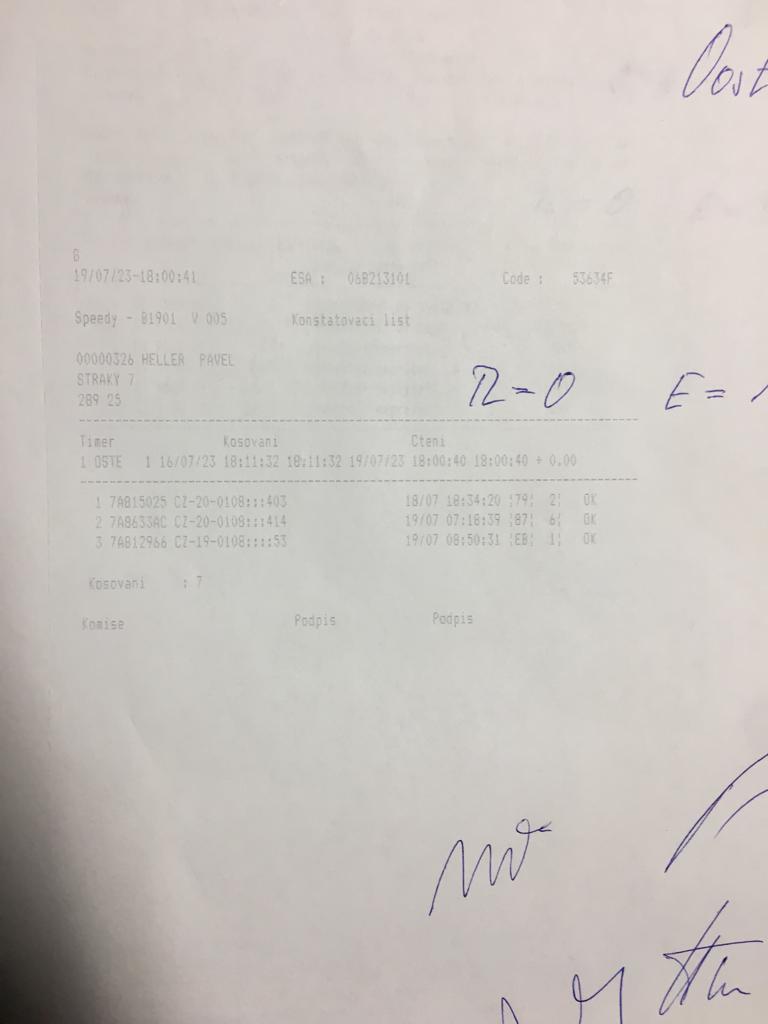 Oost
B
19/07/23-18:00:41 ESA : 06B213101 Code : 53634F
Speedy - B1901 V 005 Konstatovaci list
00000326 HELLER PAVEL
STRAKY 7
289 25
R=0 E=
Timer Kosovani Cteni
1 OSTE 1 16/07/23 18:11:32 18:11:32 19/07/23 18:00:40 18:00:40 + 0.00
1 7AB15025 CZ-20-0108:::403 18/07 18:34:20 ¦79¦ 2¦ OK
2 7A8633AC CZ-20-0108:::414 19/07 07:18:39 ¦87¦ 6¦ OK
3 7AB12966 CZ-19-0108::::53 19/07 08:50:31 ¦EB¦ 1¦ OK
Kosovani : 7
Komise Podpis Podpis